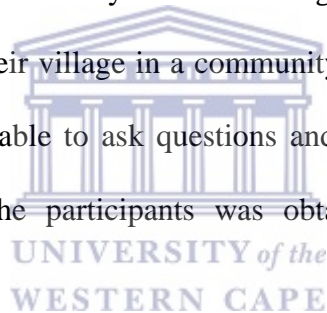 eir village in a community
able to ask questions and
he participants was obta
UNIVERSITY of the
WESTERN CAPE